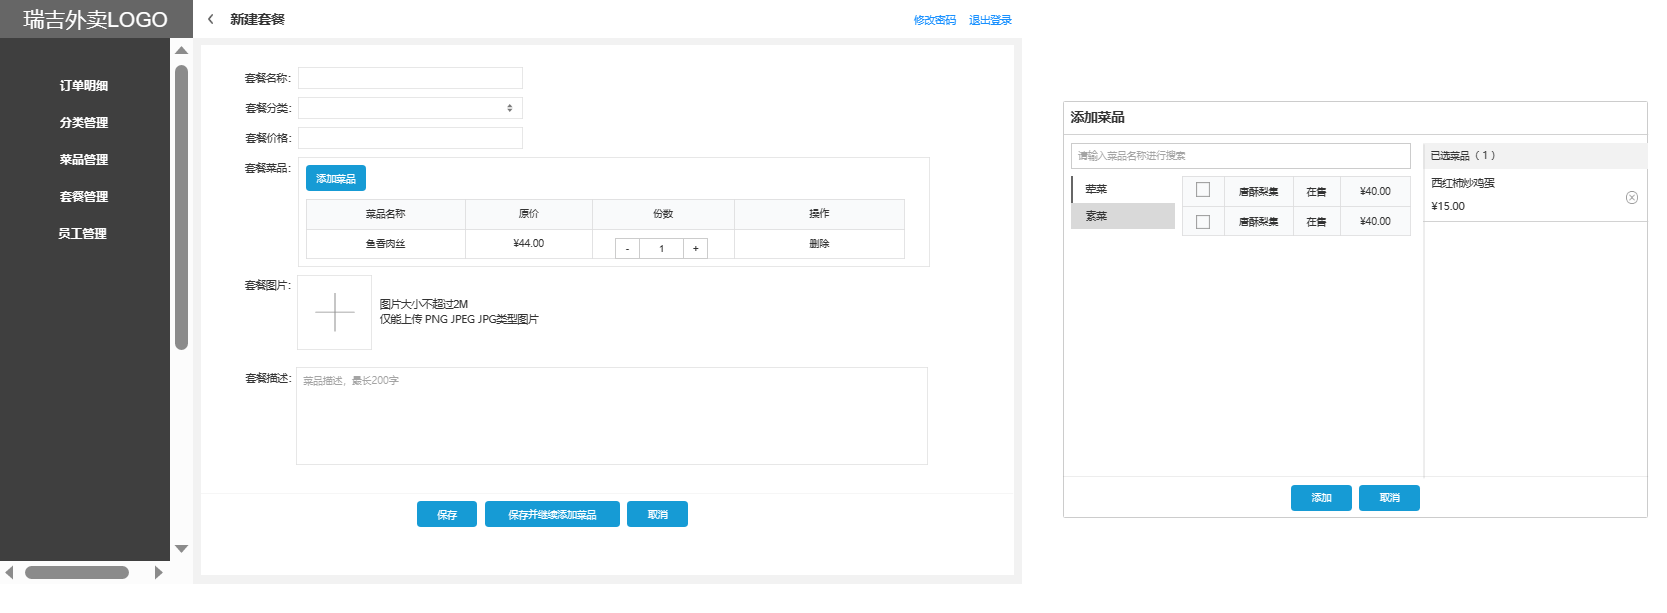 瑞吉外卖LOGO
新建套餐
修改密码 退出登录
订单明细
分类管理
菜品管理
套餐管理
员工管理
套餐名称:
套餐分类:
套餐价格:
套餐菜品:
添加菜品
菜品名称 原价 份数 操作
鱼香肉丝 ¥44.00 - 1 + 删除
套餐图片:
图片大小不超过2M
仅能上传 PNG JPEG JPG类型图片
套餐描述:
菜品描述，最长200字
保存 保存并继续添加菜品 取消
添加菜品
请输入菜品名称进行搜索
已选菜品（1）
荤菜
素菜
唐酥梨集 在售 ¥40.00
唐酥梨集 在售 ¥40.00
西红柿炒鸡蛋
¥15.00
添加 取消